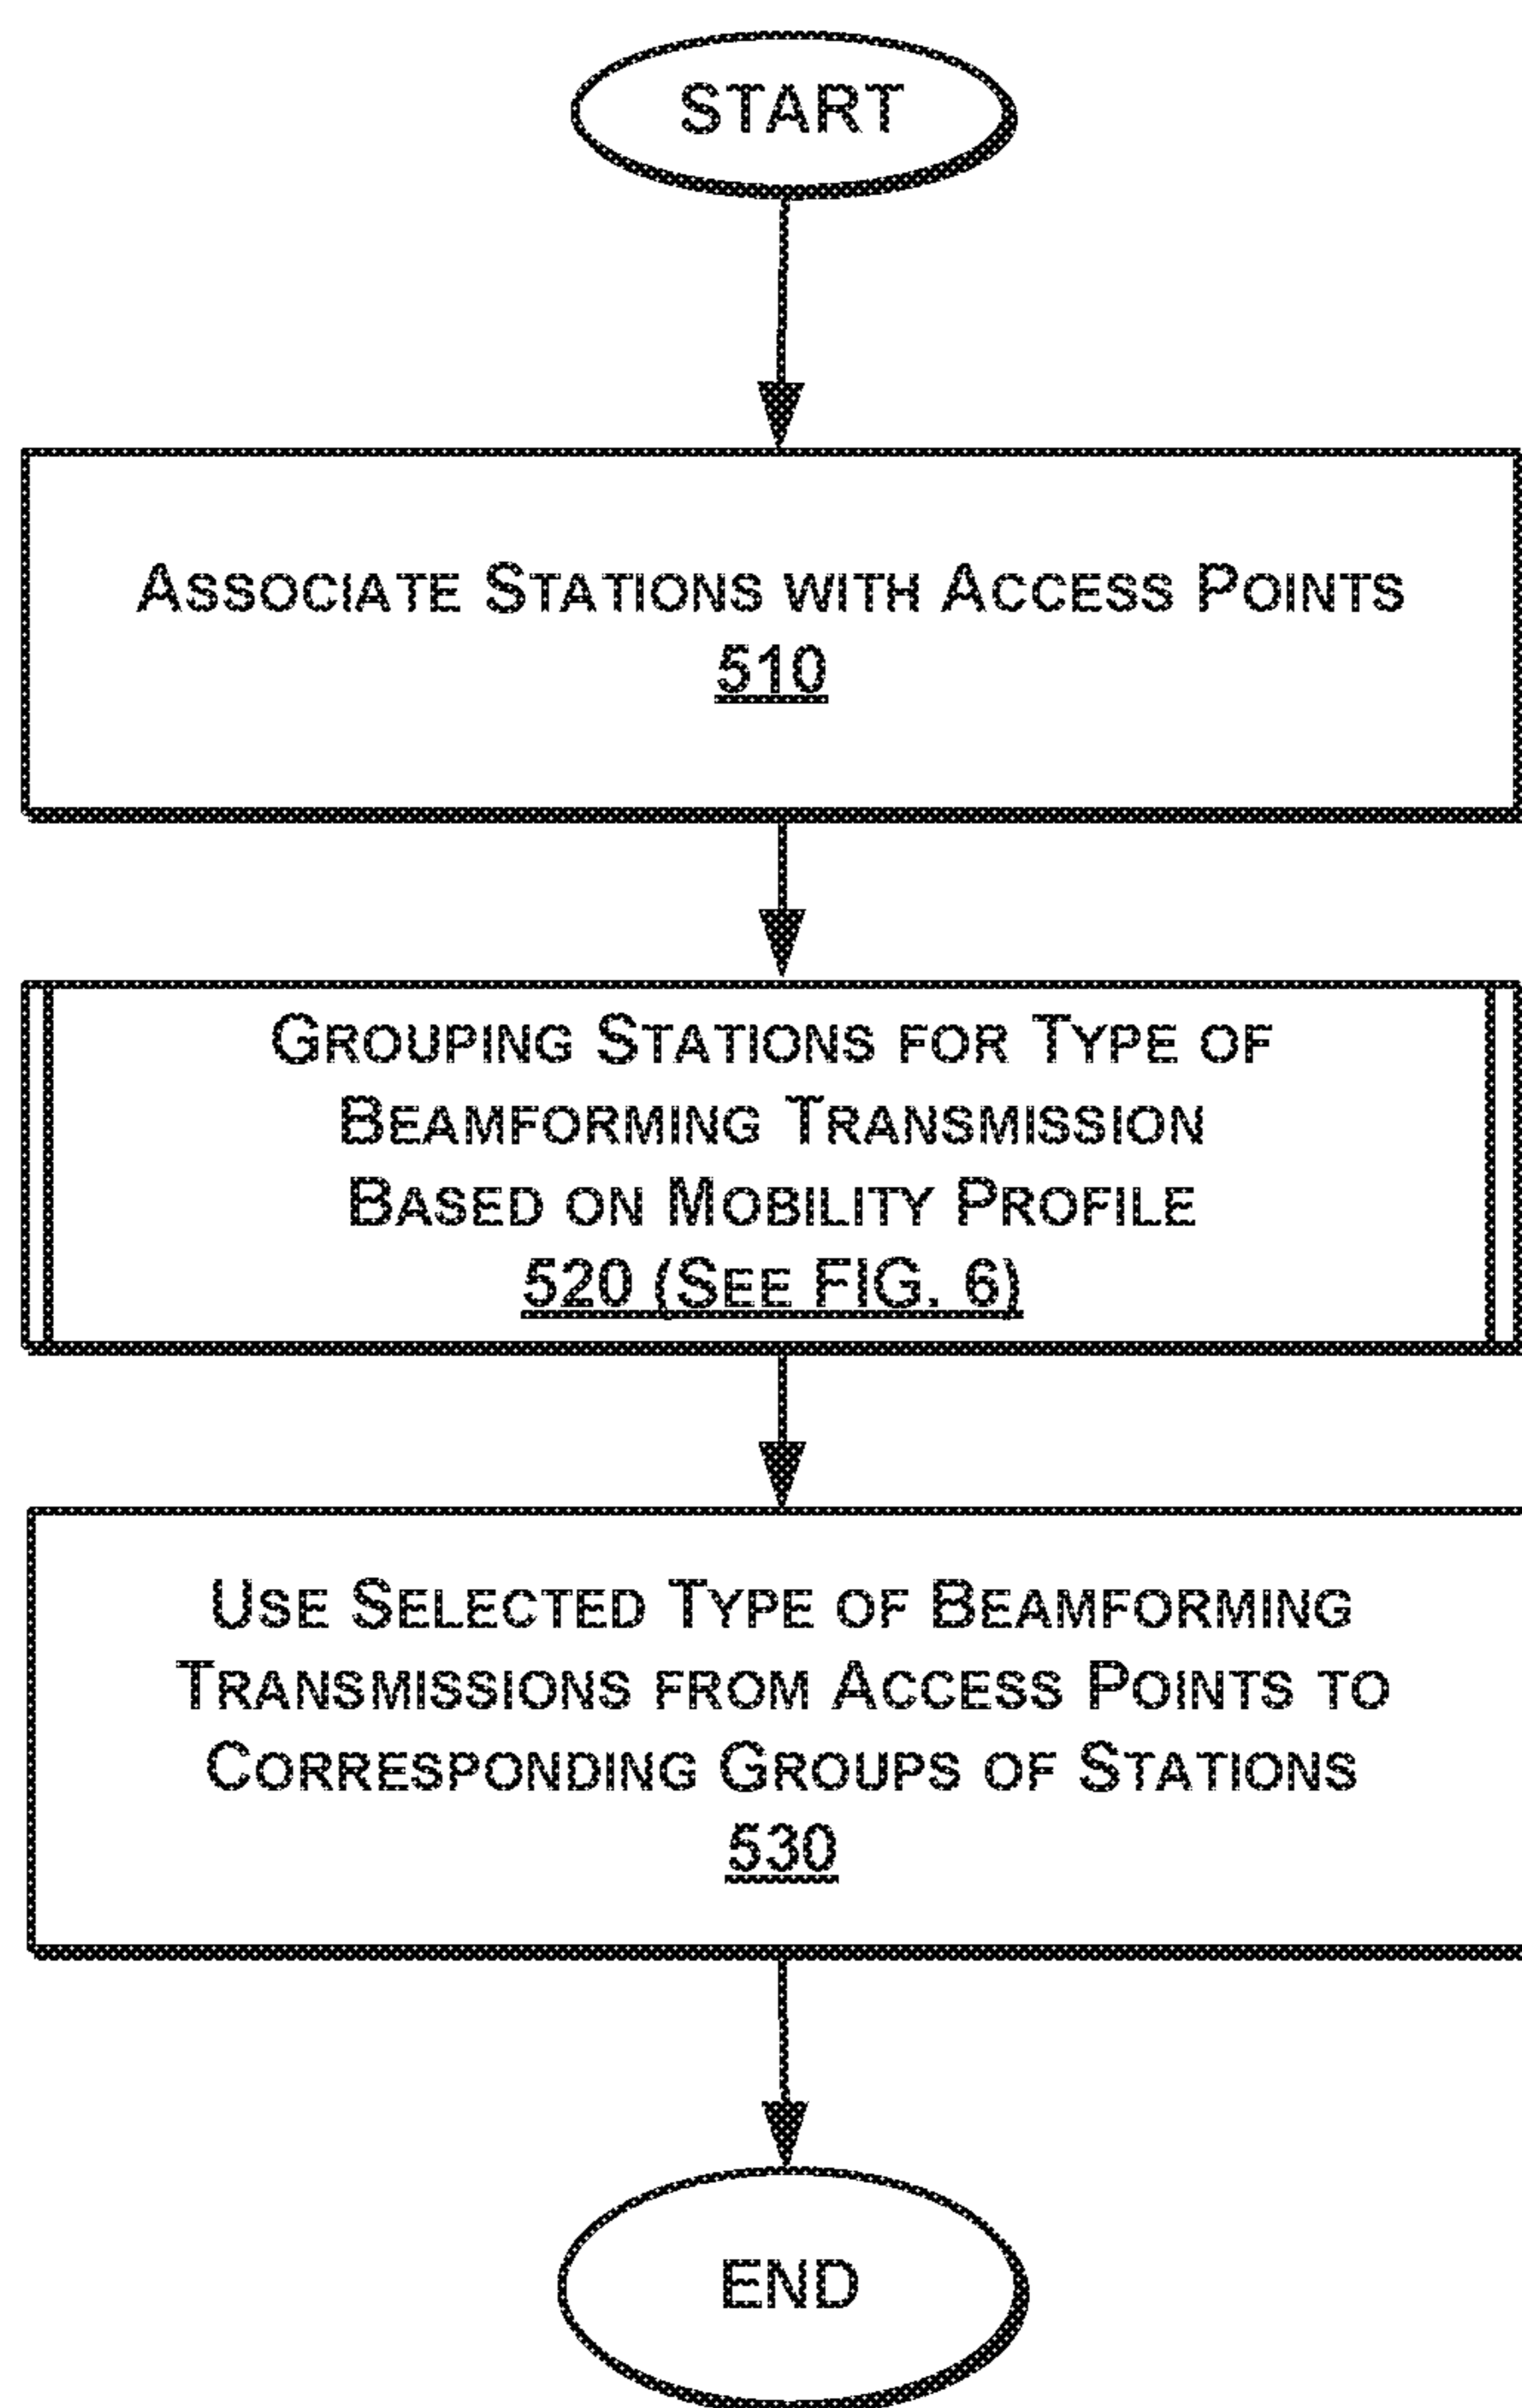 START
ASSOCIATE STATIONS WITH ACCESS POINTS
510
GROUPING STATIONS FOR TYPE OF
BEAMFORMING TRANSMISSION
BASED ON MOBILITY PROFILE
520 (SEE FIG. 6)
USE SELECTED TYPE OF BEAMFORMING
TRANSMISSIONS FROM ACCESS POINTS TO
CORRESPONDING GROUPS OF STATIONS
530
END